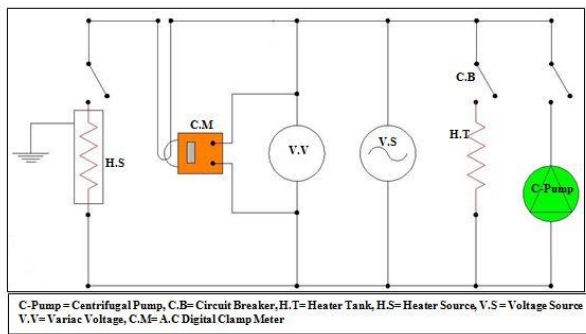 C.B
C.M
H.T
V.V
V.S
H.S
C-Pump
C-Pump = Centrifugal Pump, C.B= Circuit Breaker, H.T= Heater Tank, H.S= Heater Source, V.S = Voltage Source
V.V= Variac Voltage, C.M= A.C Digital Clamp Meter